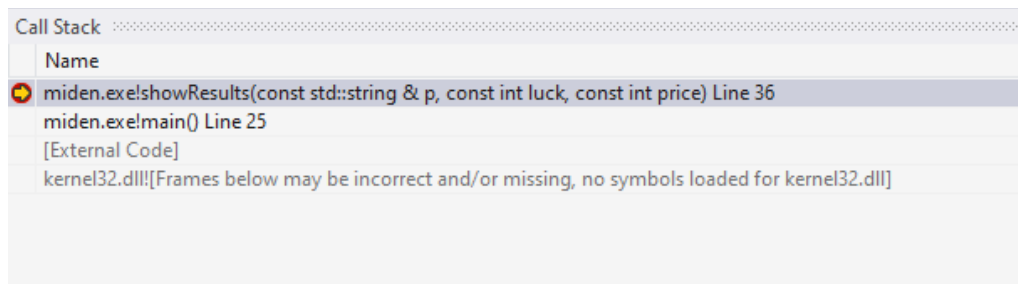 Call Stack
Name
miden.exe!showResults(const std::string & p, const int luck, const int price) Line 36
miden.exe!main() Line 25
[External Code]
kernel32.dll![Frames below may be incorrect and/or missing, no symbols loaded for kernel32.dll]